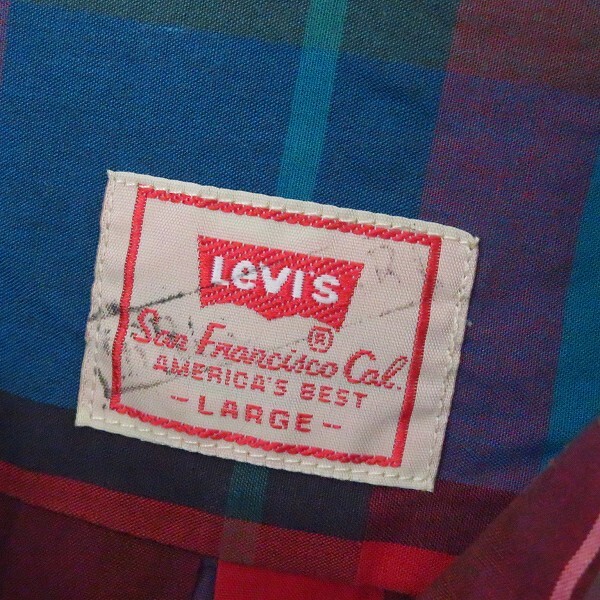 LEVI'S
®
San Francisco Cal.
AMERICA'S BEST
- LARGE -